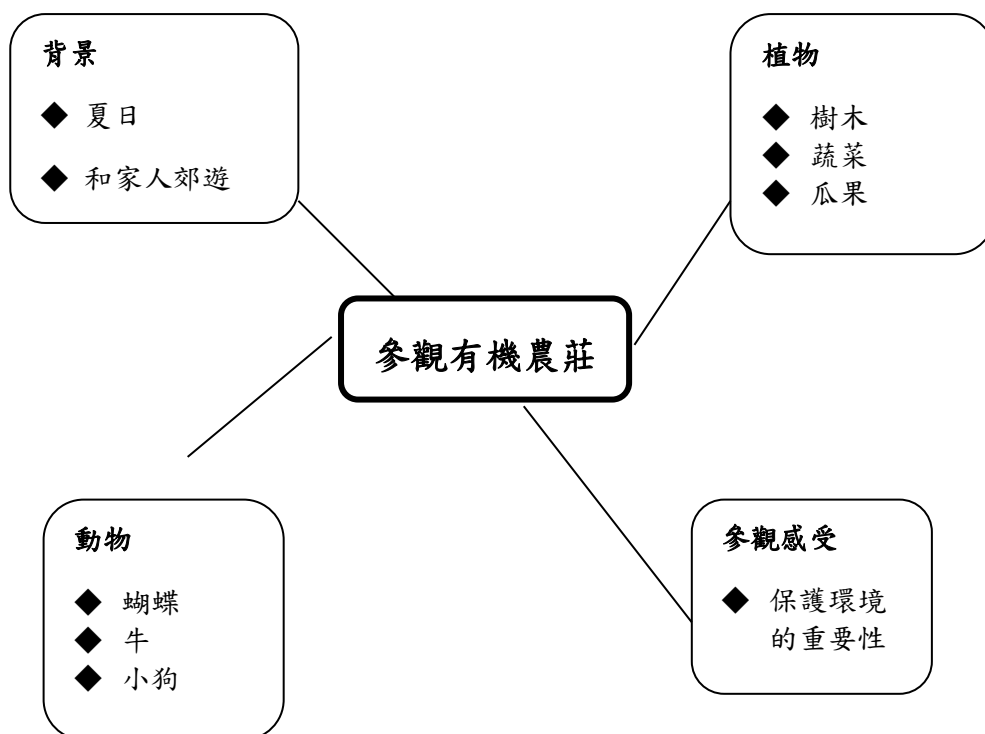 背景
◆ 夏日
◆ 和家人郊遊
植物
◆ 樹木
◆ 蔬菜
◆ 瓜果
參觀有機農莊
動物
◆ 蝴蝶
◆ 牛
◆ 小狗
參觀感受
◆ 保護環境
的重要性